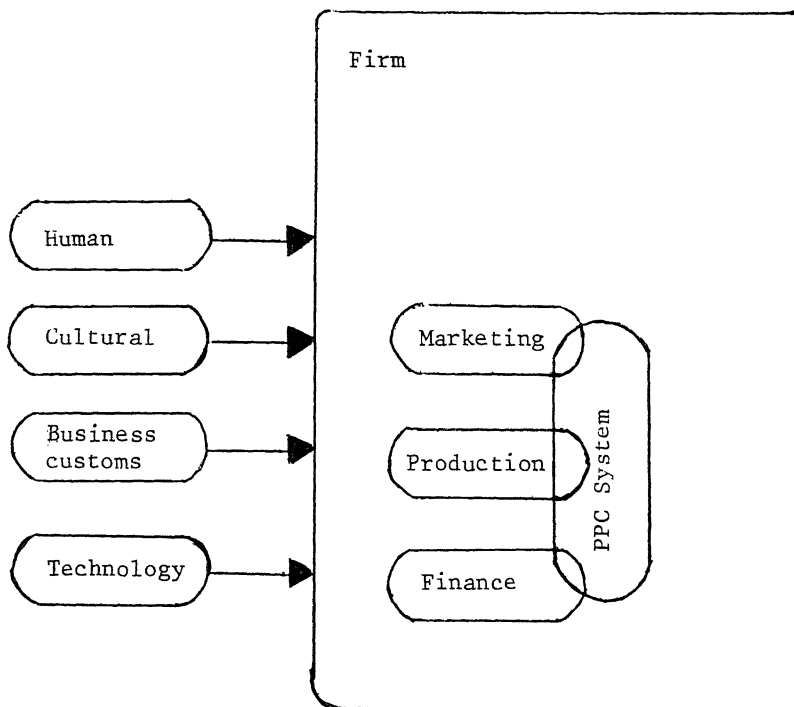 Firm
Human
Cultural
Business
customs
Technology
Marketing
Production
Finance
PPC System